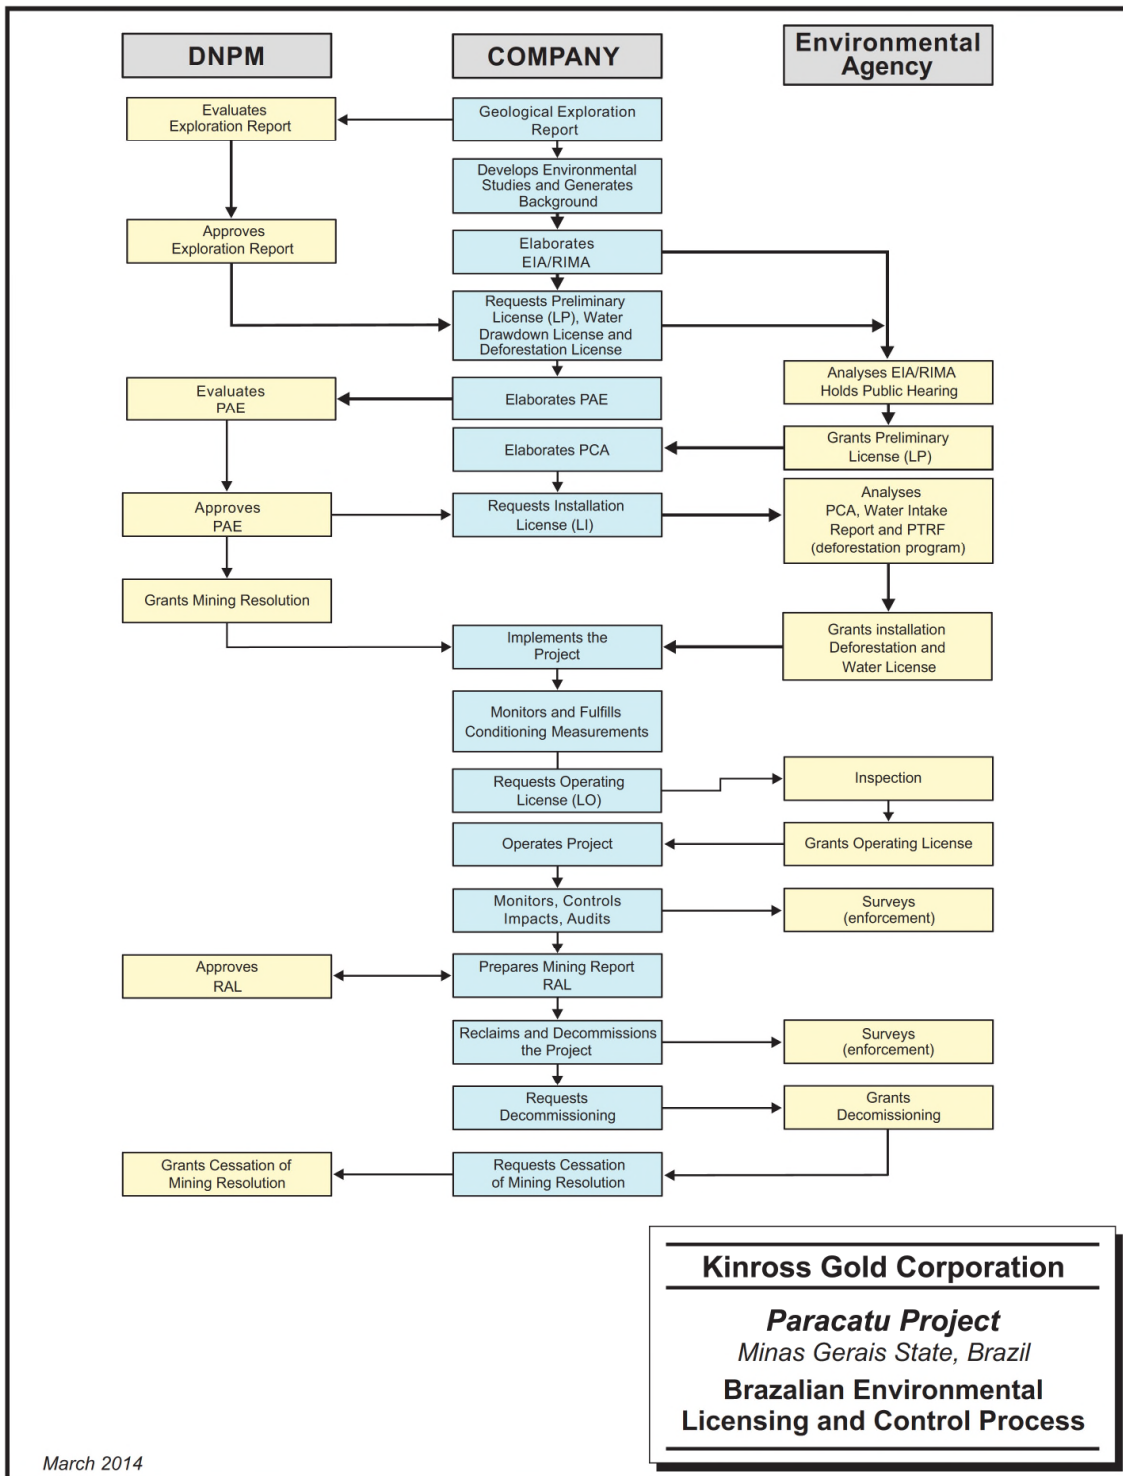 DNPM
COMPANY
Environmental
Agency
Evaluates
Exploration Report
Geological Exploration
Report
Develops Environmental
Studies and Generates
Background
Approves
Exploration Report
Elaborates
EIA/RIMA
Requests Preliminary
License (LP), Water
Drawdown License and
Deforestation License
Analyses EIA/RIMA
Holds Public Hearing
Evaluates
PAE
Elaborates PAE
Elaborates PCA
Grants Preliminary
License (LP)
Approves
PAE
Requests Installation
License (LI)
Analyses
PCA, Water Intake
Report and PTRF
(deforestation program)
Grants Mining Resolution
Implements the
Project
Grants installation
Deforestation and
Water License
Monitors and Fulfills
Conditioning Measurements
Requests Operating
License (LO)
Inspection
Operates Project
Grants Operating License
Monitors, Controls
Impacts, Audits
Surveys
(enforcement)
Approves
RAL
Prepares Mining Report
RAL
Reclaims and Decommissions
the Project
Surveys
(enforcement)
Requests
Decommissioning
Grants
Decomissioning
Grants Cessation of
Mining Resolution
Requests Cessation
of Mining Resolution
Kinross Gold Corporation
Paracatu Project
Minas Gerais State, Brazil
Brazalian Environmental
Licensing and Control Process
March 2014